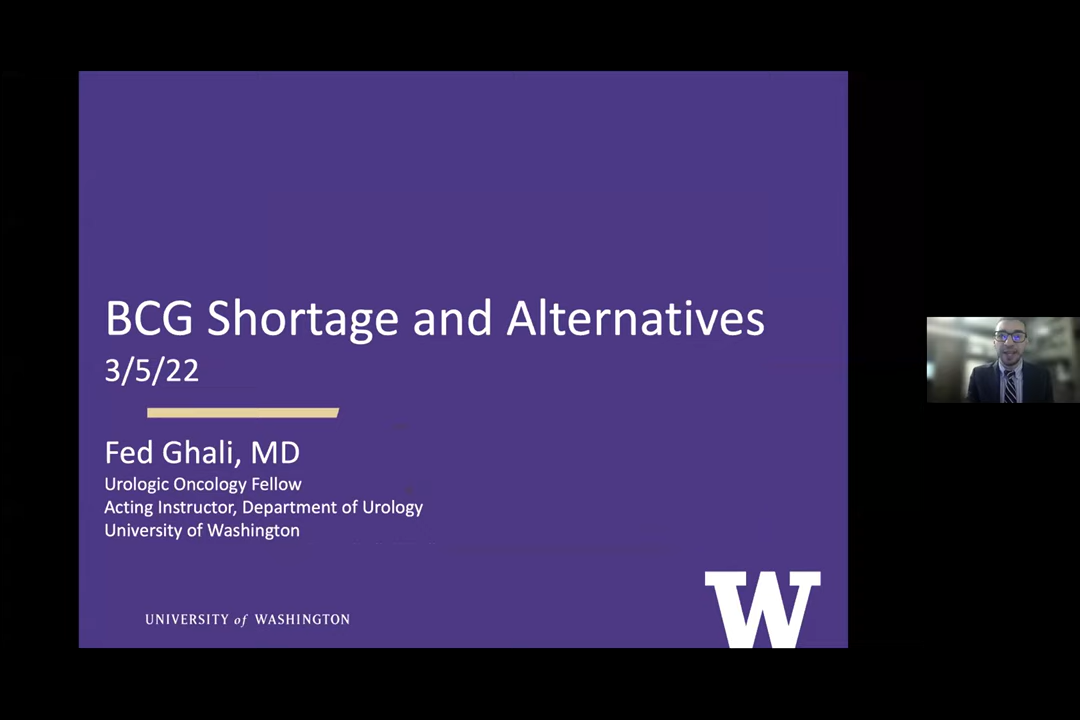 BCG Shortage and Alternatives
3/5/22
Fed Ghali, MD
Urologic Oncology Fellow
Acting Instructor, Department of Urology
University of Washington
UNIVERSITY of WASHINGTON
W